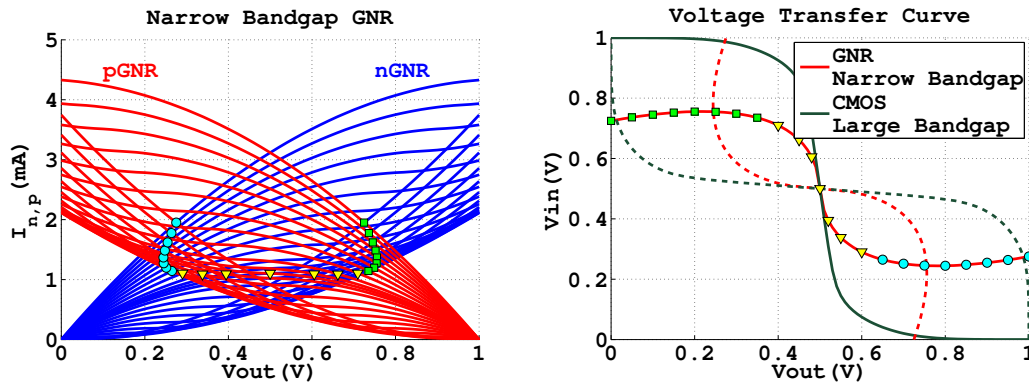 Narrow Bandgap GNR
5
4
3
2
1
0
I_n,p (mA)
pGNR
nGNR
0 0.2 0.4 0.6 0.8 1
Vout (V)
Voltage Transfer Curve
1
0.8
0.6
0.4
0.2
0
Vin (V)
GNR
Narrow Bandgap
CMOS
Large Bandgap
0 0.2 0.4 0.6 0.8 1
Vout (V)